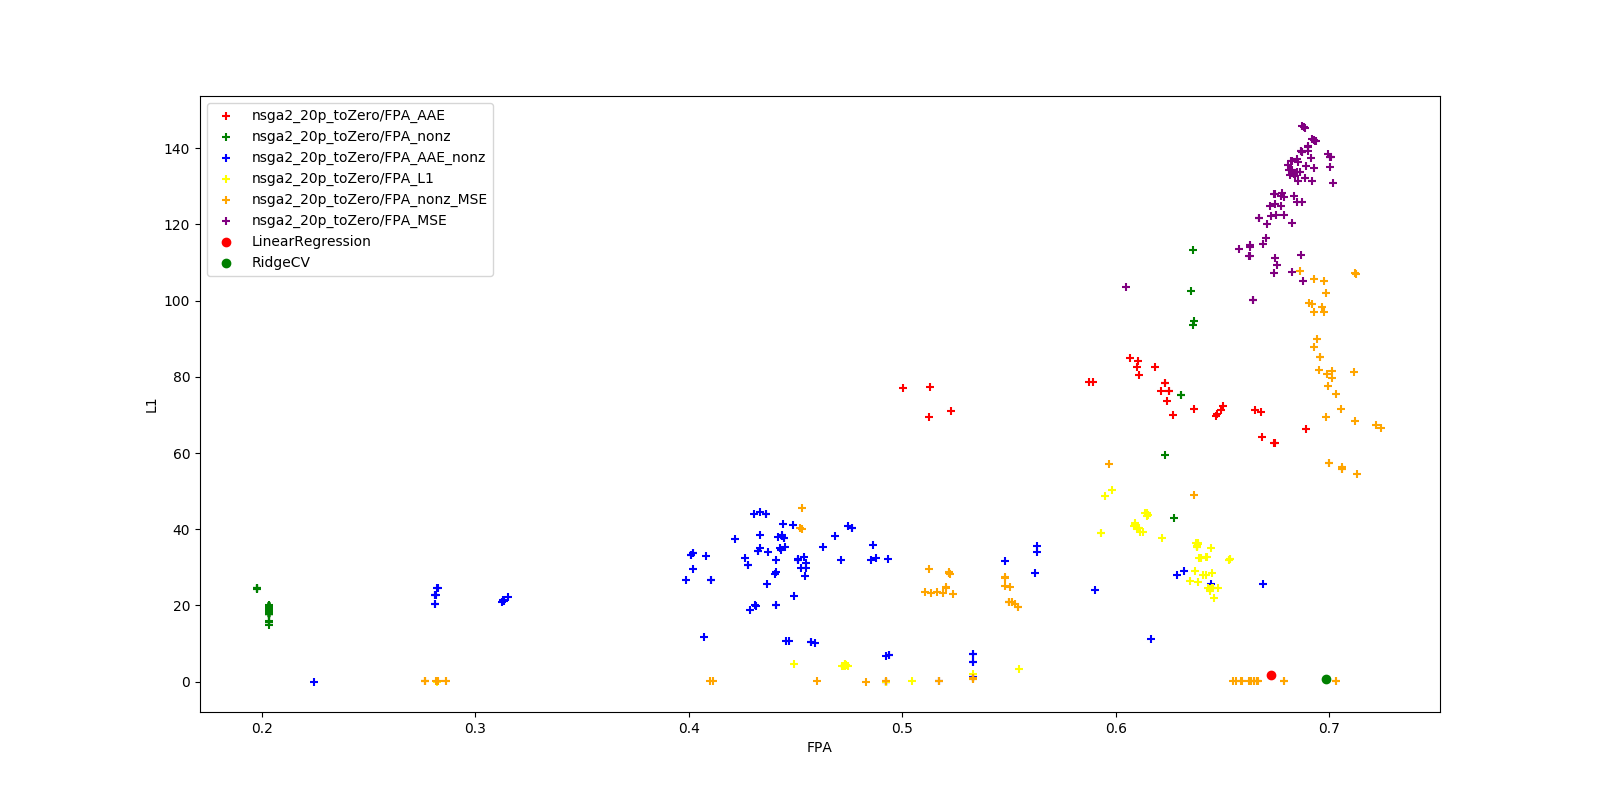 nsga2_20p_toZero/FPA_AAE
nsga2_20p_toZero/FPA_nonz
nsga2_20p_toZero/FPA_AAE_nonz
nsga2_20p_toZero/FPA_L1
nsga2_20p_toZero/FPA_nonz_MSE
nsga2_20p_toZero/FPA_MSE
LinearRegression
RidgeCV
140
120
100
80
60
40
20
0
L1
0.2 0.3 0.4 0.5 0.6 0.7
FPA